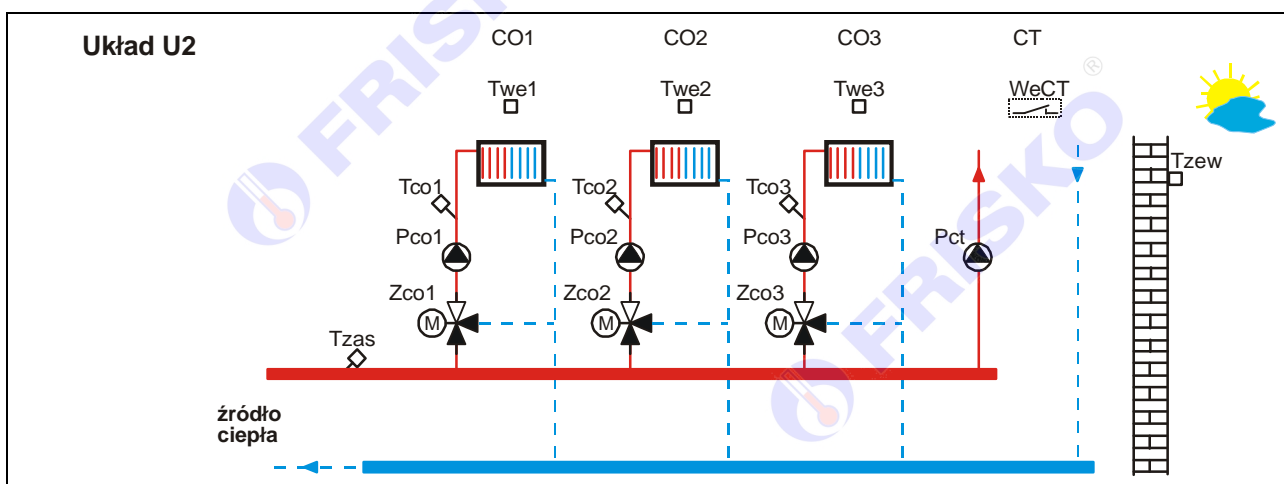 Układ U2
CO1 CO2 CO3 CT
Twe1 Twe2 Twe3 WeCT
®
Tzew
Tco1 Tco2 Tco3
Pco1 Pco2 Pco3 Pct
Zco1 Zco2 Zco3
M M M
Tzas
źródło
ciepła
FRISKO
FRISKO